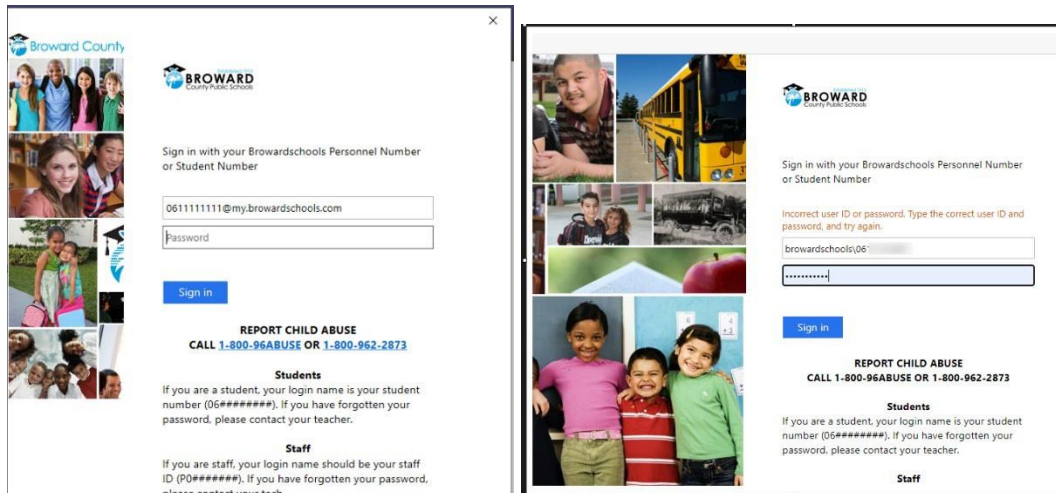 Broward County
BROWARD
County Public Schools
Sign in with your Browardschools Personnel Number
or Student Number
0611111111@my.browardschools.com
Password
Sign in
REPORT CHILD ABUSE
CALL 1-800-96ABUSE OR 1-800-962-2873
Students
If you are a student, your login name is your student
number (06########). If you have forgotten your
password, please contact your teacher.
Staff
If you are staff, your login name should be your staff
ID (P0#######). If you have forgotten your password,
please contact your tech
BROWARD
County Public Schools
Sign in with your Browardschools Personnel Number
or Student Number
Incorrect user ID or password. Type the correct user ID and
password, and try again.
browardschools\06
Sign in
REPORT CHILD ABUSE
CALL 1-800-96ABUSE OR 1-800-962-2873
Students
If you are a student, your login name is your student
number (06########). If you have forgotten your
password, please contact your teacher.
Staff